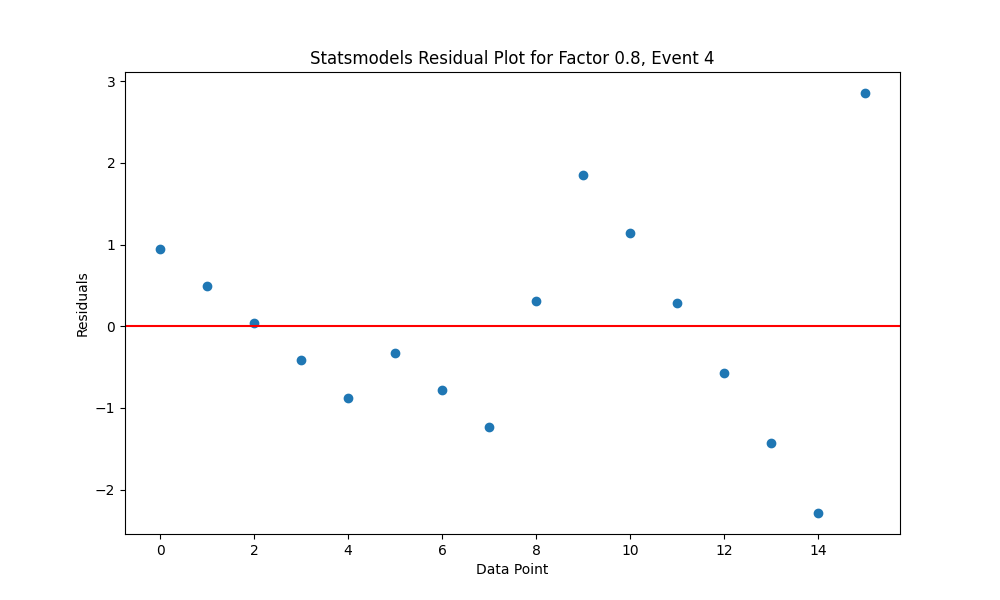 Statsmodels Residual Plot for Factor 0.8, Event 4
3
2
1
0
−1
−2
Residuals
0 2 4 6 8 10 12 14
Data Point